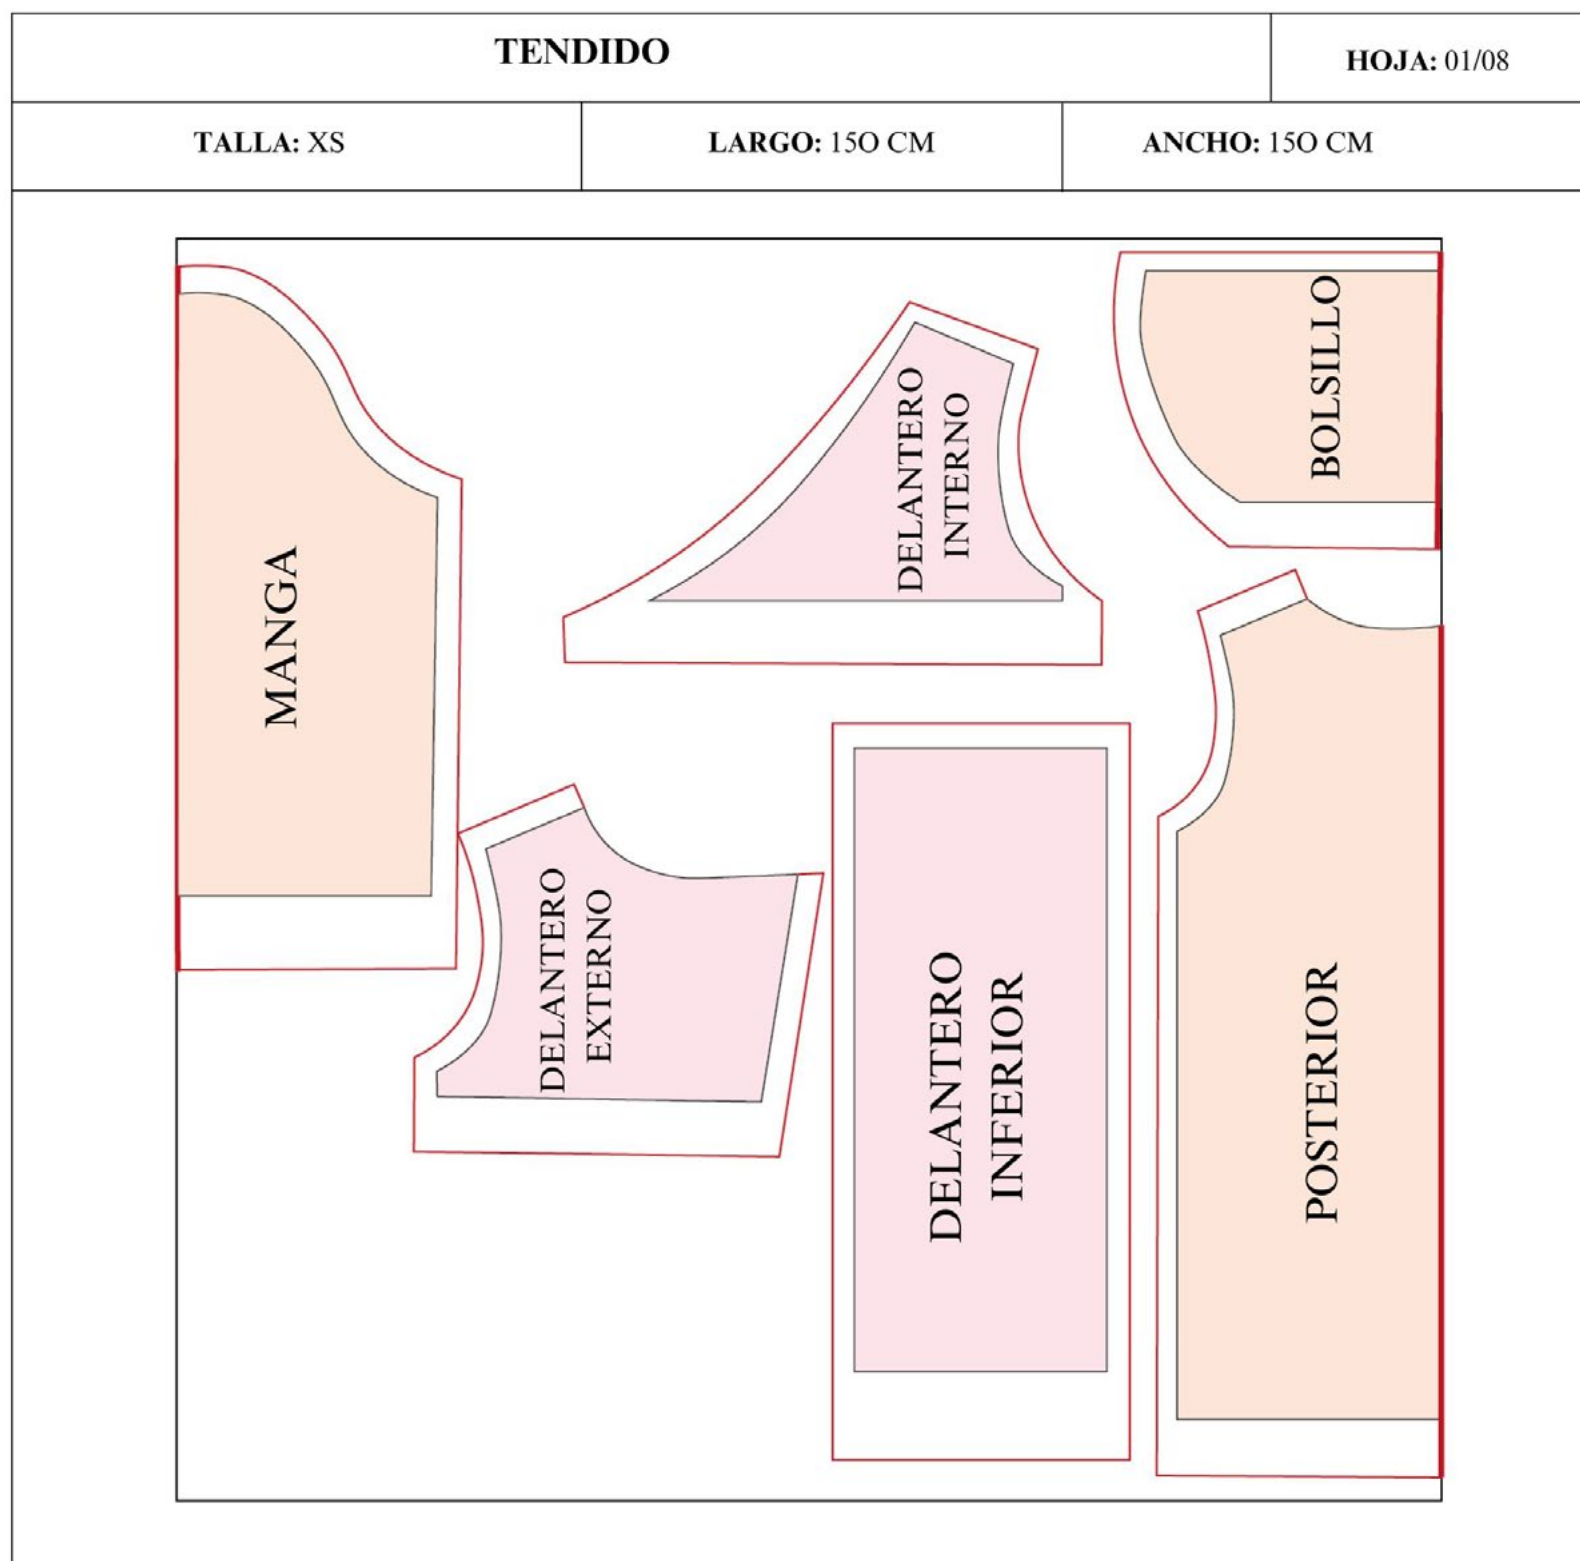 TENDIDO
HOJA: 01/08
TALLA: XS
LARGO: 15O CM
ANCHO: 15O CM
MANGA
DELANTERO
INTERNO
BOLSILLO
DELANTERO
EXTERNO
DELANTERO
INFERIOR
POSTERIOR